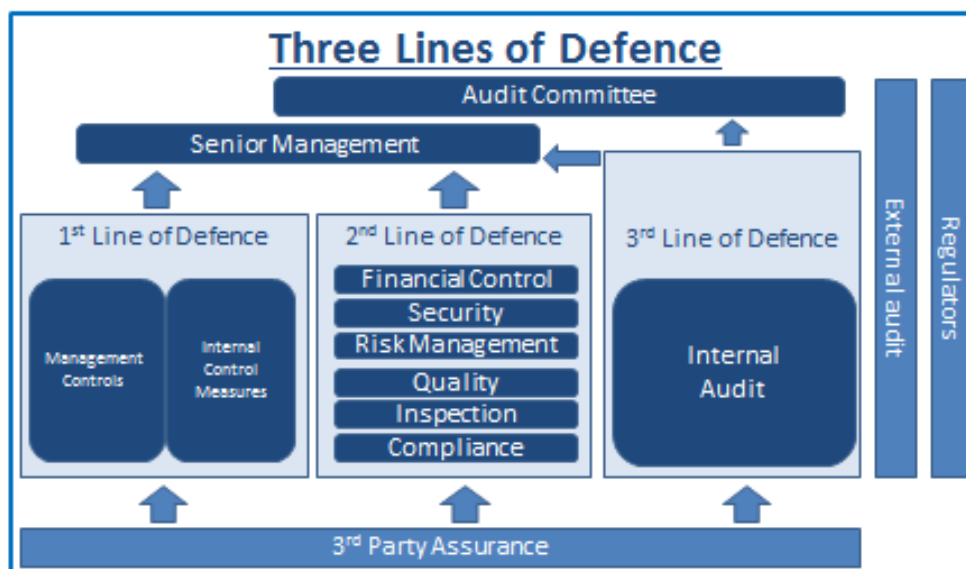 Three Lines of Defence
Audit Committee
Senior Management
1st Line of Defence
Management
Controls
Internal
Control
Measures
2nd Line of Defence
Financial Control
Security
Risk Management
Quality
Inspection
Compliance
3rd Line of Defence
Internal
Audit
External audit
Regulators
3rd Party Assurance